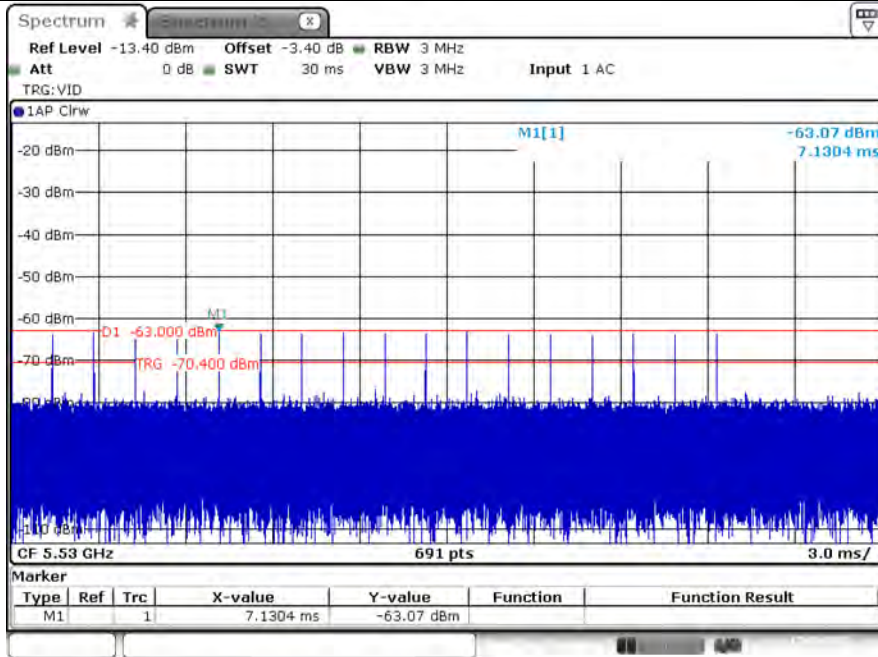 Spectrum
Ref Level -13.40 dBm Offset -3.40 dB RBW 3 MHz
Att 0 dB SWT 30 ms VBW 3 MHz Input 1 AC
TRG:VID
1AP Clrw
M1[1] -63.07 dBm
7.1304 ms
-20 dBm
-30 dBm
-40 dBm
-50 dBm
-60 dBm
M1
D1 -63.000 dBm
-70 dBm
TRG -70.400 dBm
CF 5.53 GHz 691 pts 3.0 ms/
Marker
Type Ref Trc X-value Y-value Function Function Result
M1 1 7.1304 ms -63.07 dBm